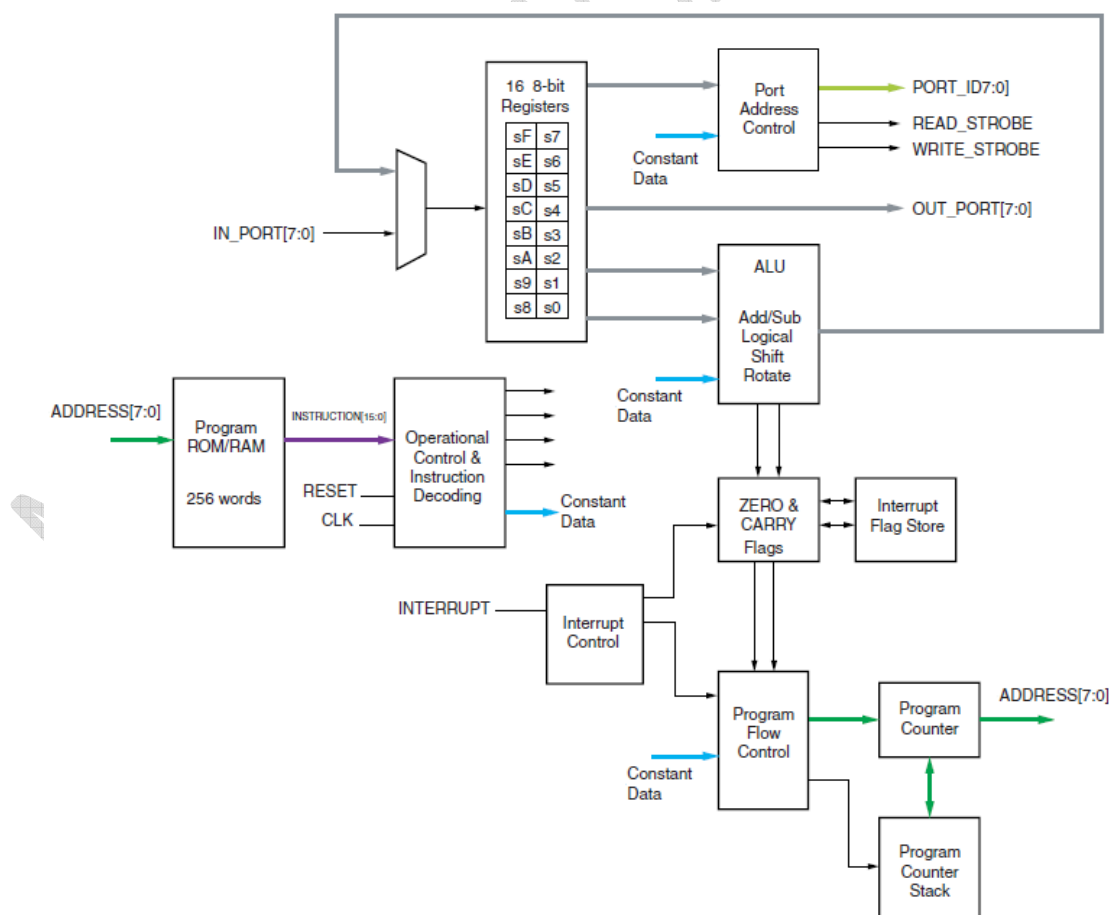 16 8-bit
Registers
sF s7
sE s6
sD s5
sC s4
sB s3
sA s2
s9 s1
s8 s0
IN_PORT[7:0]
Port
Address
Control
Constant
Data
PORT_ID7:0]
READ_STROBE
WRITE_STROBE
OUT_PORT[7:0]
ALU
Add/Sub
Logical
Shift
Rotate
Constant
Data
ADDRESS[7:0]
Program
ROM/RAM
256 words
INSTRUCTION[15:0]
RESET
CLK
Operational
Control &
Instruction
Decoding
Constant
Data
ZERO &
CARRY
Flags
Interrupt
Flag Store
INTERRUPT
Interrupt
Control
Program
Flow
Control
Constant
Data
Program
Counter
ADDRESS[7:0]
Program
Counter
Stack